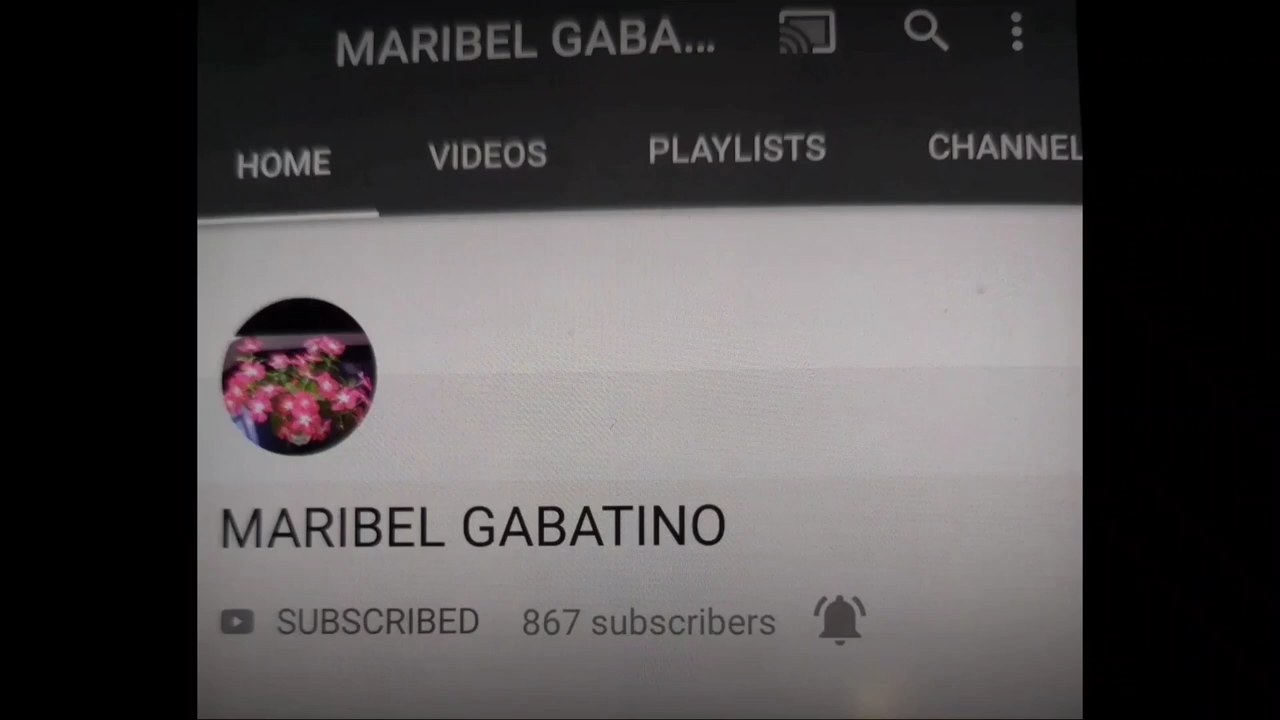 MARIBEL GABA...
HOME VIDEOS PLAYLISTS CHANNEL
MARIBEL GABATINO
SUBSCRIBED 867 subscribers